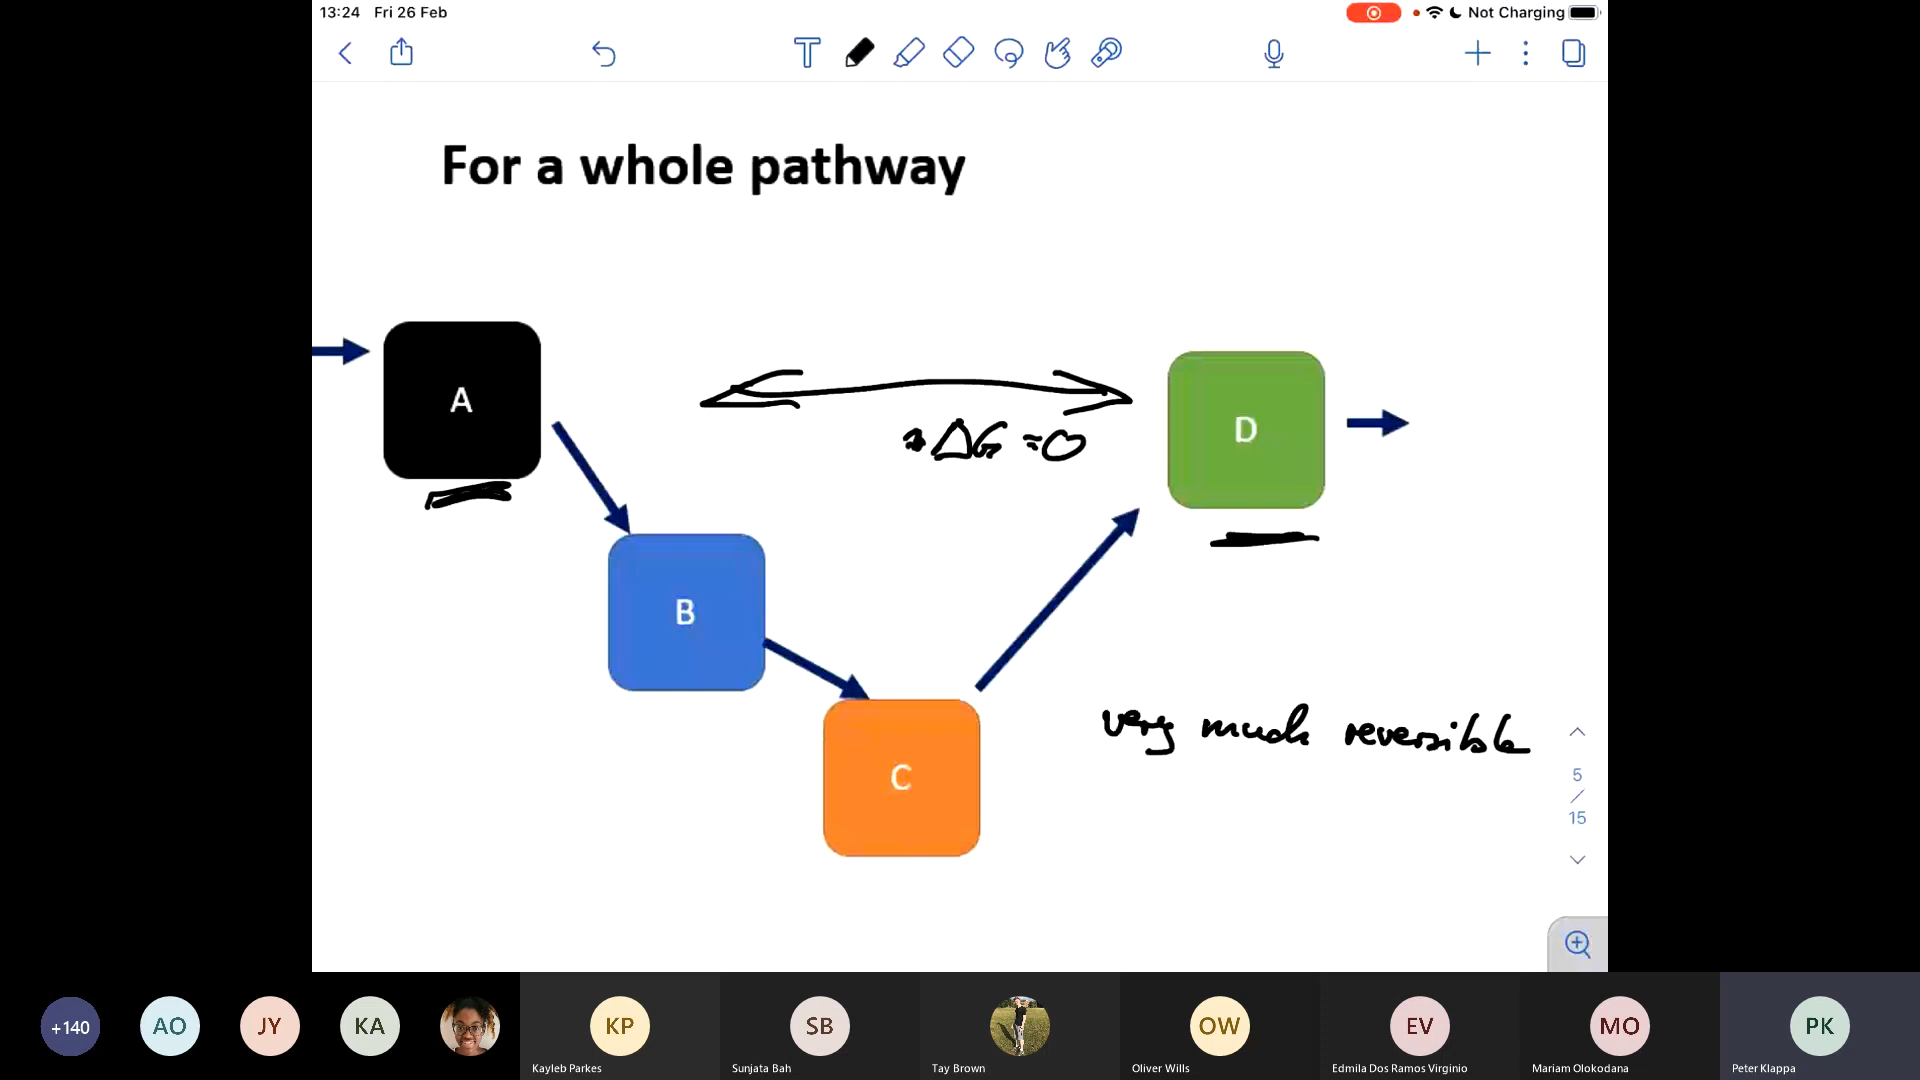 13:24 Fri 26 Feb
Not Charging
For a whole pathway
A
D
ΔG = 0
B
C
very much reversible
5
/
15
+140
AO
JY
KA
KP
SB
OW
EV
MO
PK
Kayleb Parkes
Sunjata Bah
Tay Brown
Oliver Wills
Edmila Dos Ramos Virginio
Mariam Olokodana
Peter Klappa